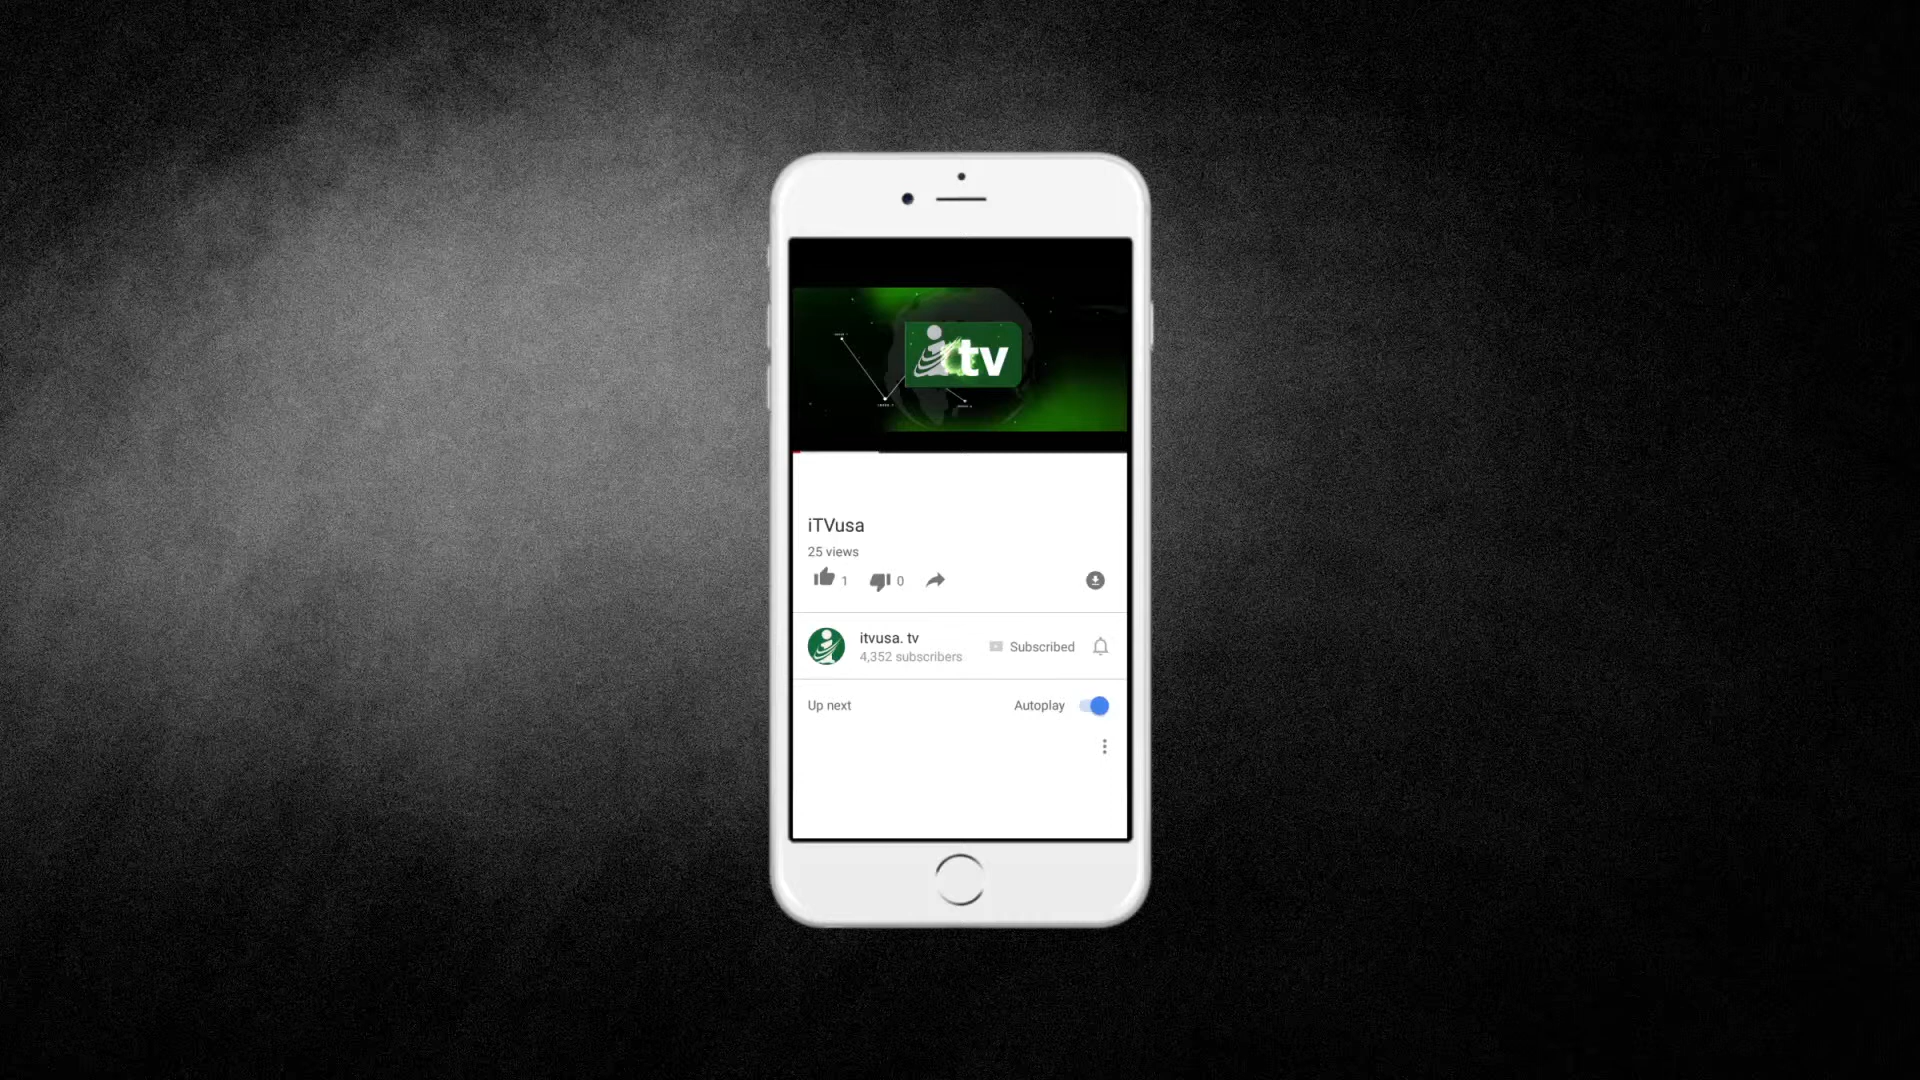 itv
iTVusa
25 views
1 0
itvusa. tv
4,352 subscribers
Subscribed
Up next
Autoplay